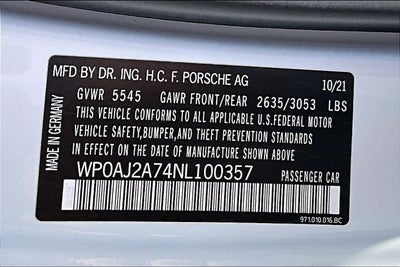 MFD BY DR. ING. H.C. F. PORSCHE AG 10/21
GVWR 5545 GAWR FRONT/REAR 2635/3053 LBS
THIS VEHICLE CONFORMS TO ALL APPLICABLE U.S.FEDERAL MOTOR
VEHICLE SAFETY,BUMPER,AND THEFT PREVENTION STANDARDS
IN EFFECT ON THE DATE OF MANUFACTURE SHOWN ABOVE.
WP0AJ2A74NL100357 PASSENGER CAR
971.010.016.BC
MADE IN GERMANY